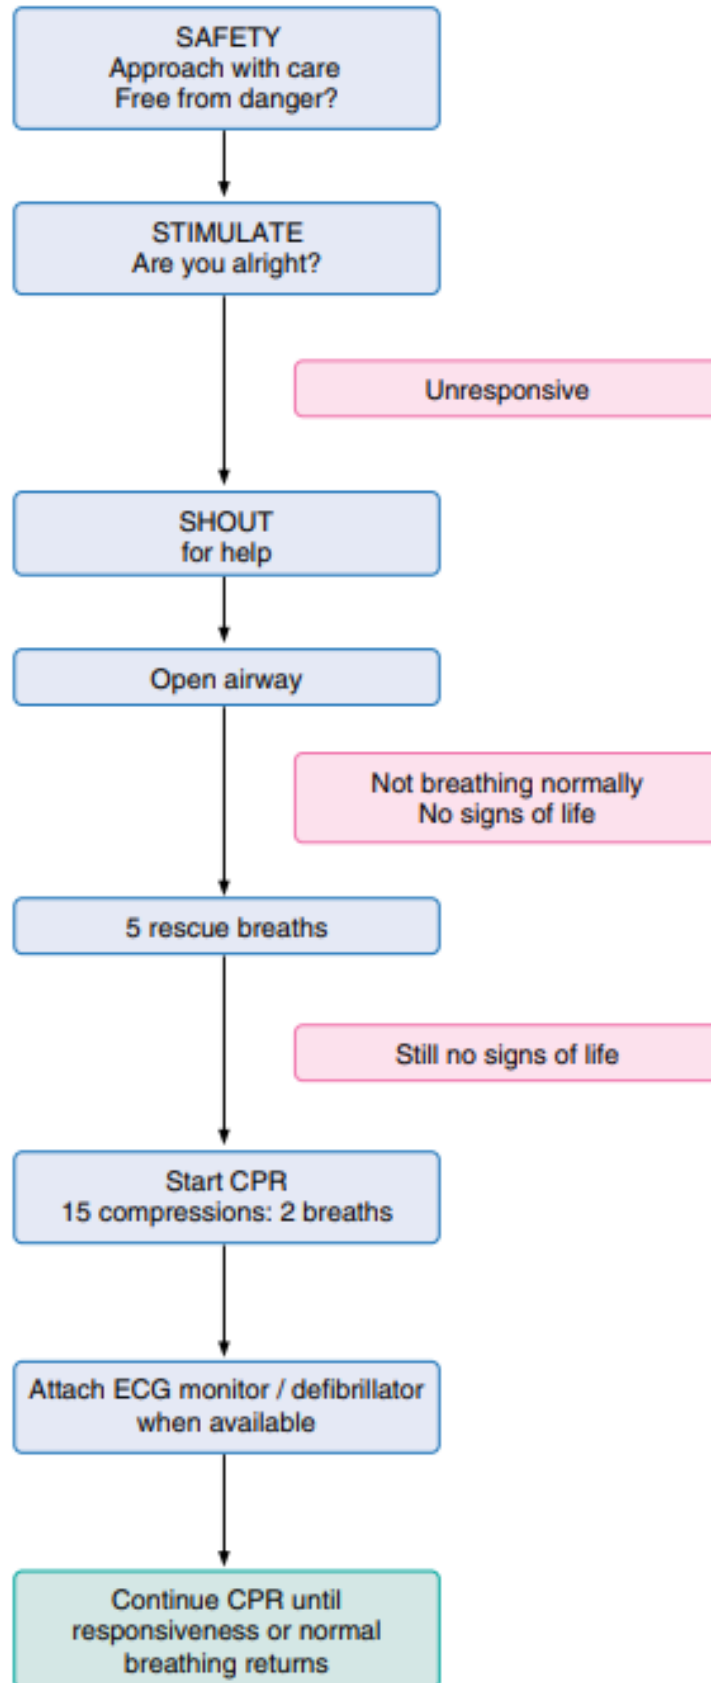 SAFETY
Approach with care
Free from danger?
STIMULATE
Are you alright?
Unresponsive
SHOUT
for help
Open airway
Not breathing normally
No signs of life
5 rescue breaths
Still no signs of life
Start CPR
15 compressions: 2 breaths
Attach ECG monitor / defibrillator
when available
Continue CPR until
responsiveness or normal
breathing returns